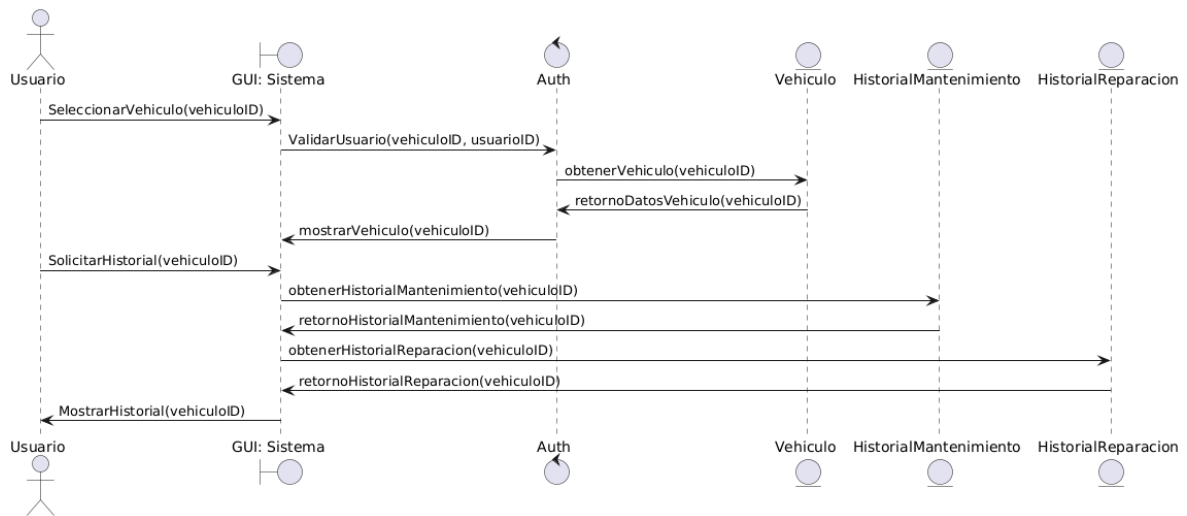 Usuario
GUI: Sistema
Auth
Vehiculo
HistorialMantenimiento
HistorialReparacion
SeleccionarVehiculo(vehiculoID)
ValidarUsuario(vehiculoID, usuarioID)
obtenerVehiculo(vehiculoID)
retornoDatosVehiculo(vehiculoID)
mostrarVehiculo(vehiculoID)
SolicitarHistorial(vehiculoID)
obtenerHistorialMantenimiento(vehiculoID)
retornoHistorialMantenimiento(vehiculoID)
obtenerHistorialReparacion(vehiculoID)
retornoHistorialReparacion(vehiculoID)
MostrarHistorial(vehiculoID)
Usuario
GUI: Sistema
Auth
Vehiculo
HistorialMantenimiento
HistorialReparacion